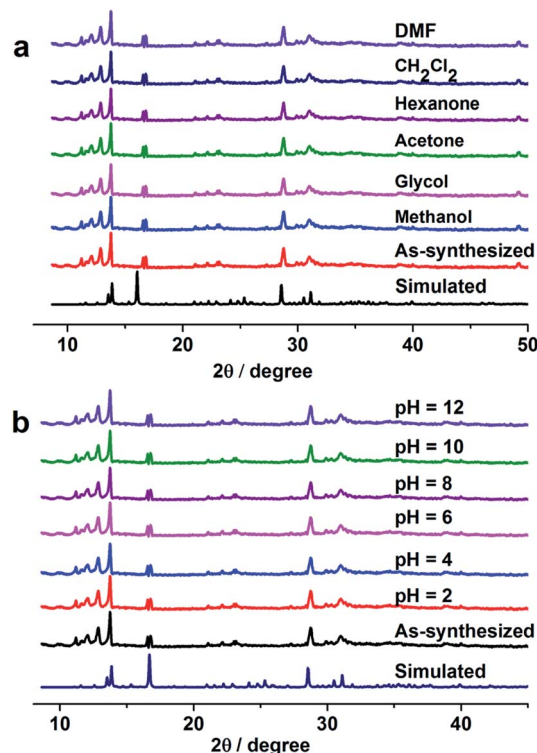 a
DMF
CH₂Cl₂
Hexanone
Acetone
Glycol
Methanol
As-synthesized
Simulated
10 20 30 40 50
2θ / degree
b
pH = 12
pH = 10
pH = 8
pH = 6
pH = 4
pH = 2
As-synthesized
Simulated
10 20 30 40
2θ / degree